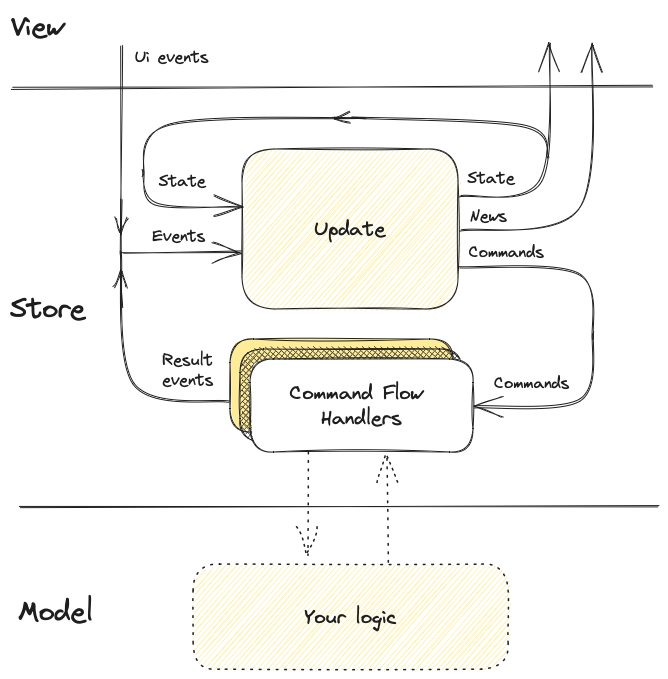 View
Ui events
State
State
Update
News
Events
Commands
Store
Result
events
Command Flow
Handlers
Commands
Model
Your logic